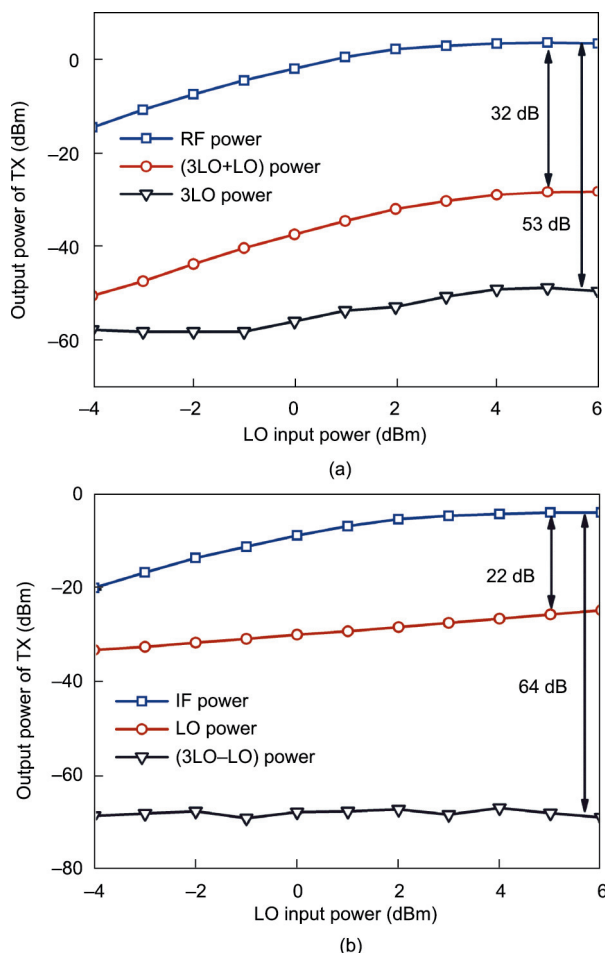 (a)
0
−20
−40
−60
Output power of TX (dBm)
32 dB
53 dB
RF power
(3LO+LO) power
3LO power
−4
−2
0
2
4
6
LO input power (dBm)
(a)
0
−20
−40
−60
−80
Output power of TX (dBm)
22 dB
64 dB
IF power
LO power
(3LO−LO) power
−4
−2
0
2
4
6
LO input power (dBm)
(b)